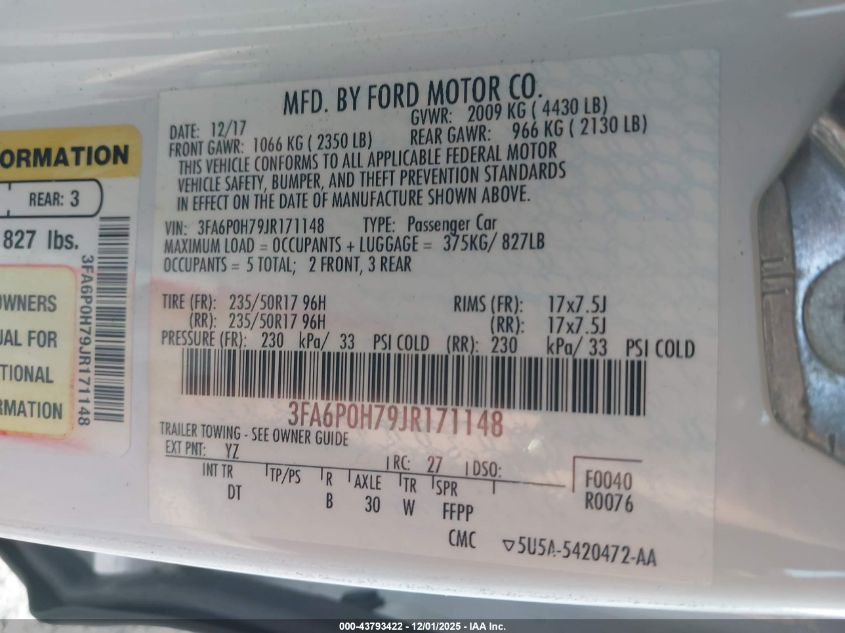 MFD. BY FORD MOTOR CO.
DATE: 12/17 GVWR: 2009 KG ( 4430 LB)
FRONT GAWR: 1066 KG ( 2350 LB) REAR GAWR: 966 KG ( 2130 LB)
THIS VEHICLE CONFORMS TO ALL APPLICABLE FEDERAL MOTOR
VEHICLE SAFETY, BUMPER, AND THEFT PREVENTION STANDARDS
IN EFFECT ON THE DATE OF MANUFACTURE SHOWN ABOVE.
VIN: 3FA6P0H79JR171148 TYPE: Passenger Car
MAXIMUM LOAD = OCCUPANTS + LUGGAGE = 375KG/ 827LB
OCCUPANTS = 5 TOTAL; 2 FRONT, 3 REAR
TIRE (FR): 235/50R17 96H RIMS (FR): 17x7.5J
(RR): 235/50R17 96H (RR): 17x7.5J
PRESSURE (FR): 230 kPa/ 33 PSI COLD (RR): 230 kPa/ 33 PSI COLD
3FA6P0H79JR171148
TRAILER TOWING - SEE OWNER GUIDE
EXT PNT: YZ RC: 27 DSO:
INT TR TP/PS R AXLE TR SPR
DT B 30 W FFPP
F0040
R0076
CMC ▽5U5A-5420472-AA
ORMATION
REAR: 3
827 lbs.
3FA6P0H79JR171148
OWNERS
UAL FOR
TIONAL
RMATION
000-43793422 - 12/01/2025 - IAA Inc.